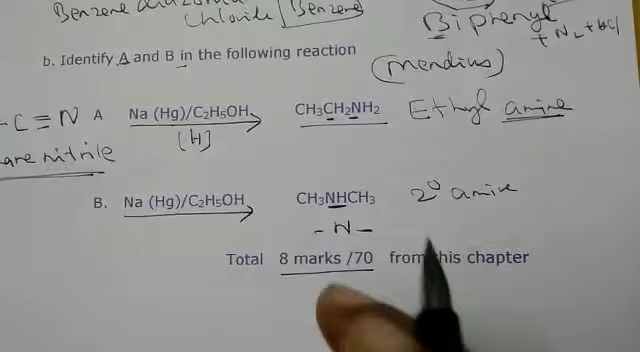 Benzene
Chloride | Benzene
Biphenyl
+ N2 + HCl
b. Identify A and B in the following reaction
(mendius)
-C≡N A Na (Hg)/C2H5OH CH3CH2NH2 Ethyl amine
[H]
ane nitrile
B. Na (Hg)/C2H5OH CH3NHCH3 2° amine
-N-
Total 8 marks /70 from this chapter